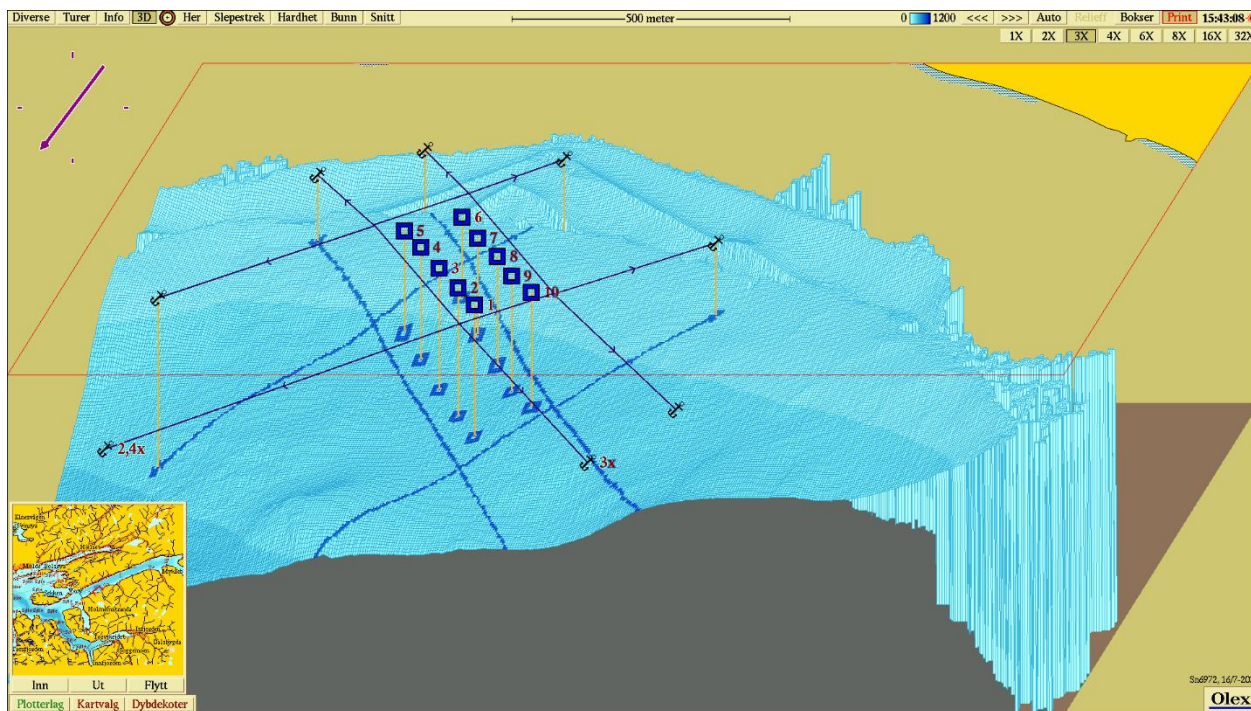 Diverse Turer Info 3D Her Slepestrek Hardhet Bunn Snitt 500 meter 0 1200 <<< >>> Auto Relieff Bokser Print 15:43:08
1X 2X 3X 4X 6X 8X 16X 32X
6
5
7
4
8
3
9
2
10
1
2,4x
3x
Inn Ut Flytt
Plotterlag Kartvalg Dybdekoter
Olex